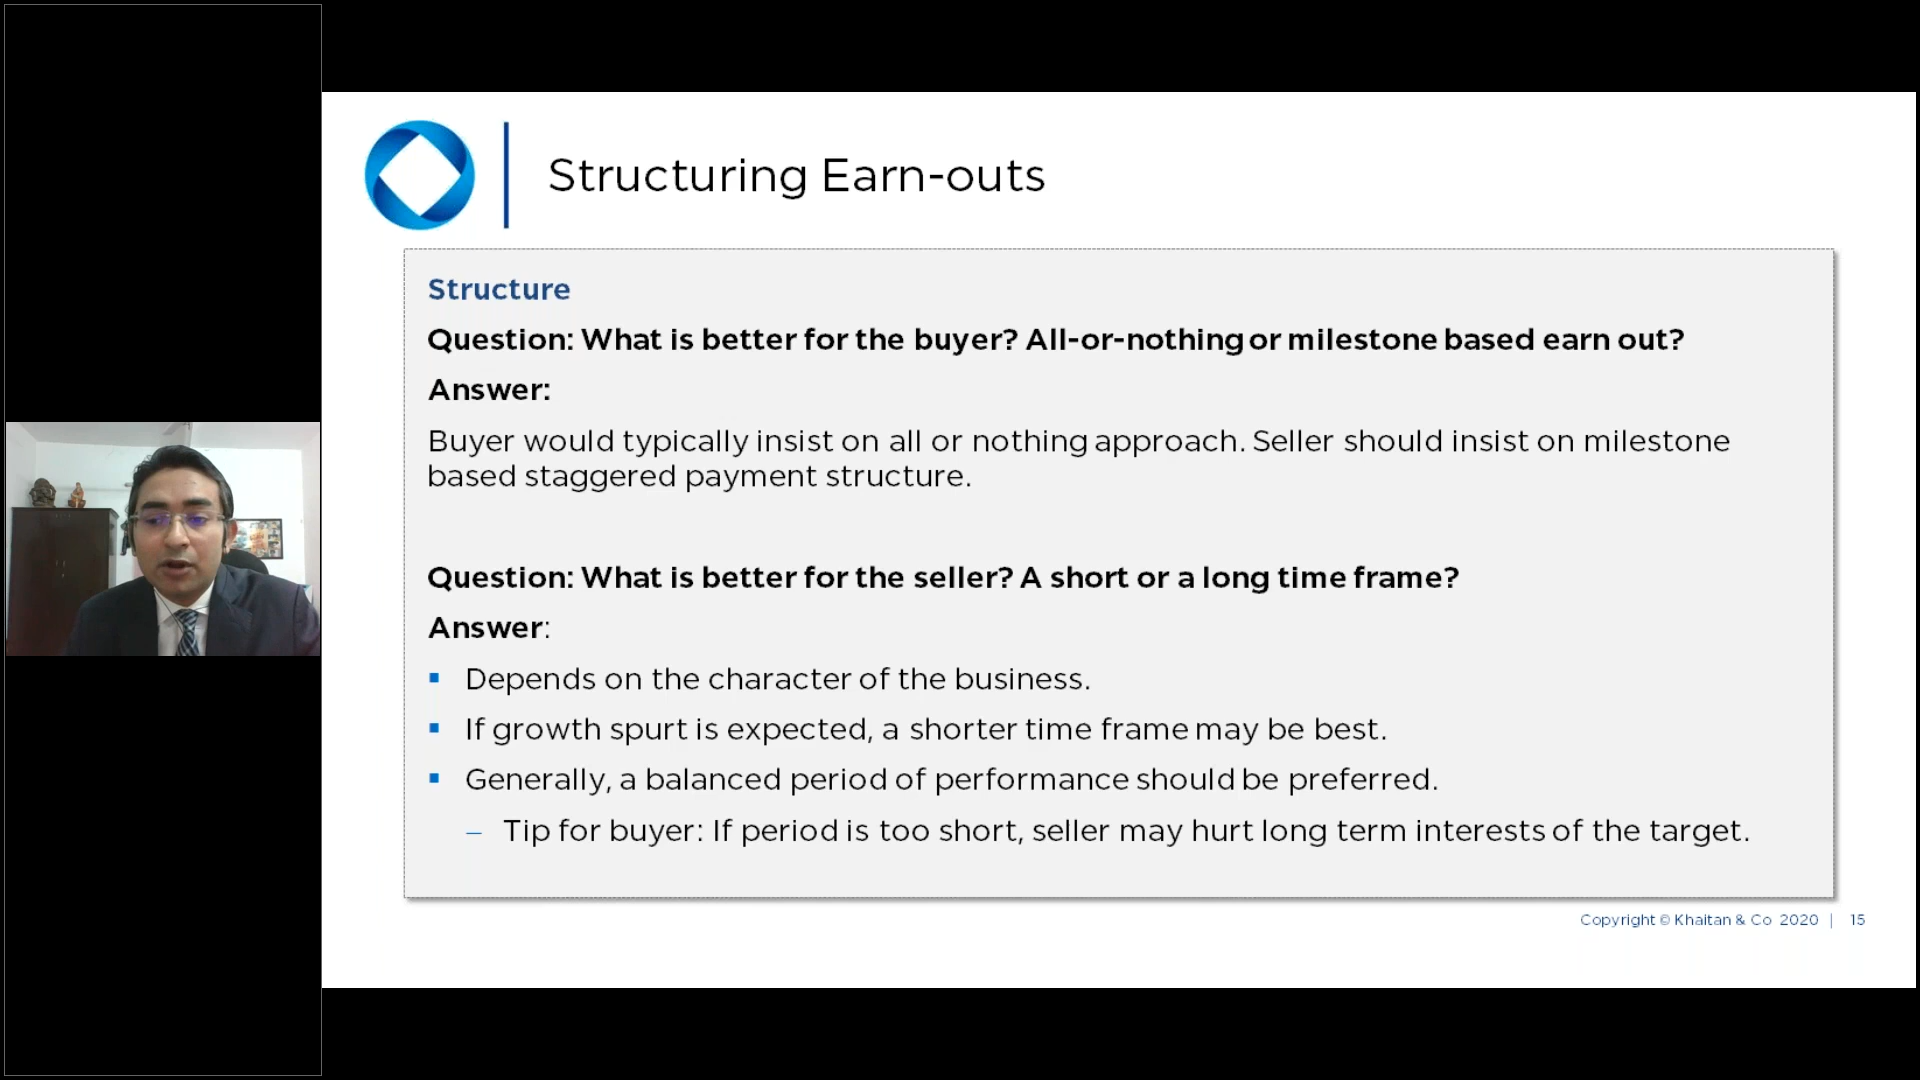 Structuring Earn-outs
Structure
Question: What is better for the buyer? All-or-nothing or milestone based earn out?
Answer:
Buyer would typically insist on all or nothing approach. Seller should insist on milestone
based staggered payment structure.
Question: What is better for the seller? A short or a long time frame?
Answer:
▪ Depends on the character of the business.
▪ If growth spurt is expected, a shorter time frame may be best.
▪ Generally, a balanced period of performance should be preferred.
– Tip for buyer: If period is too short, seller may hurt long term interests of the target.
Copyright © Khaitan & Co 2020 | 15